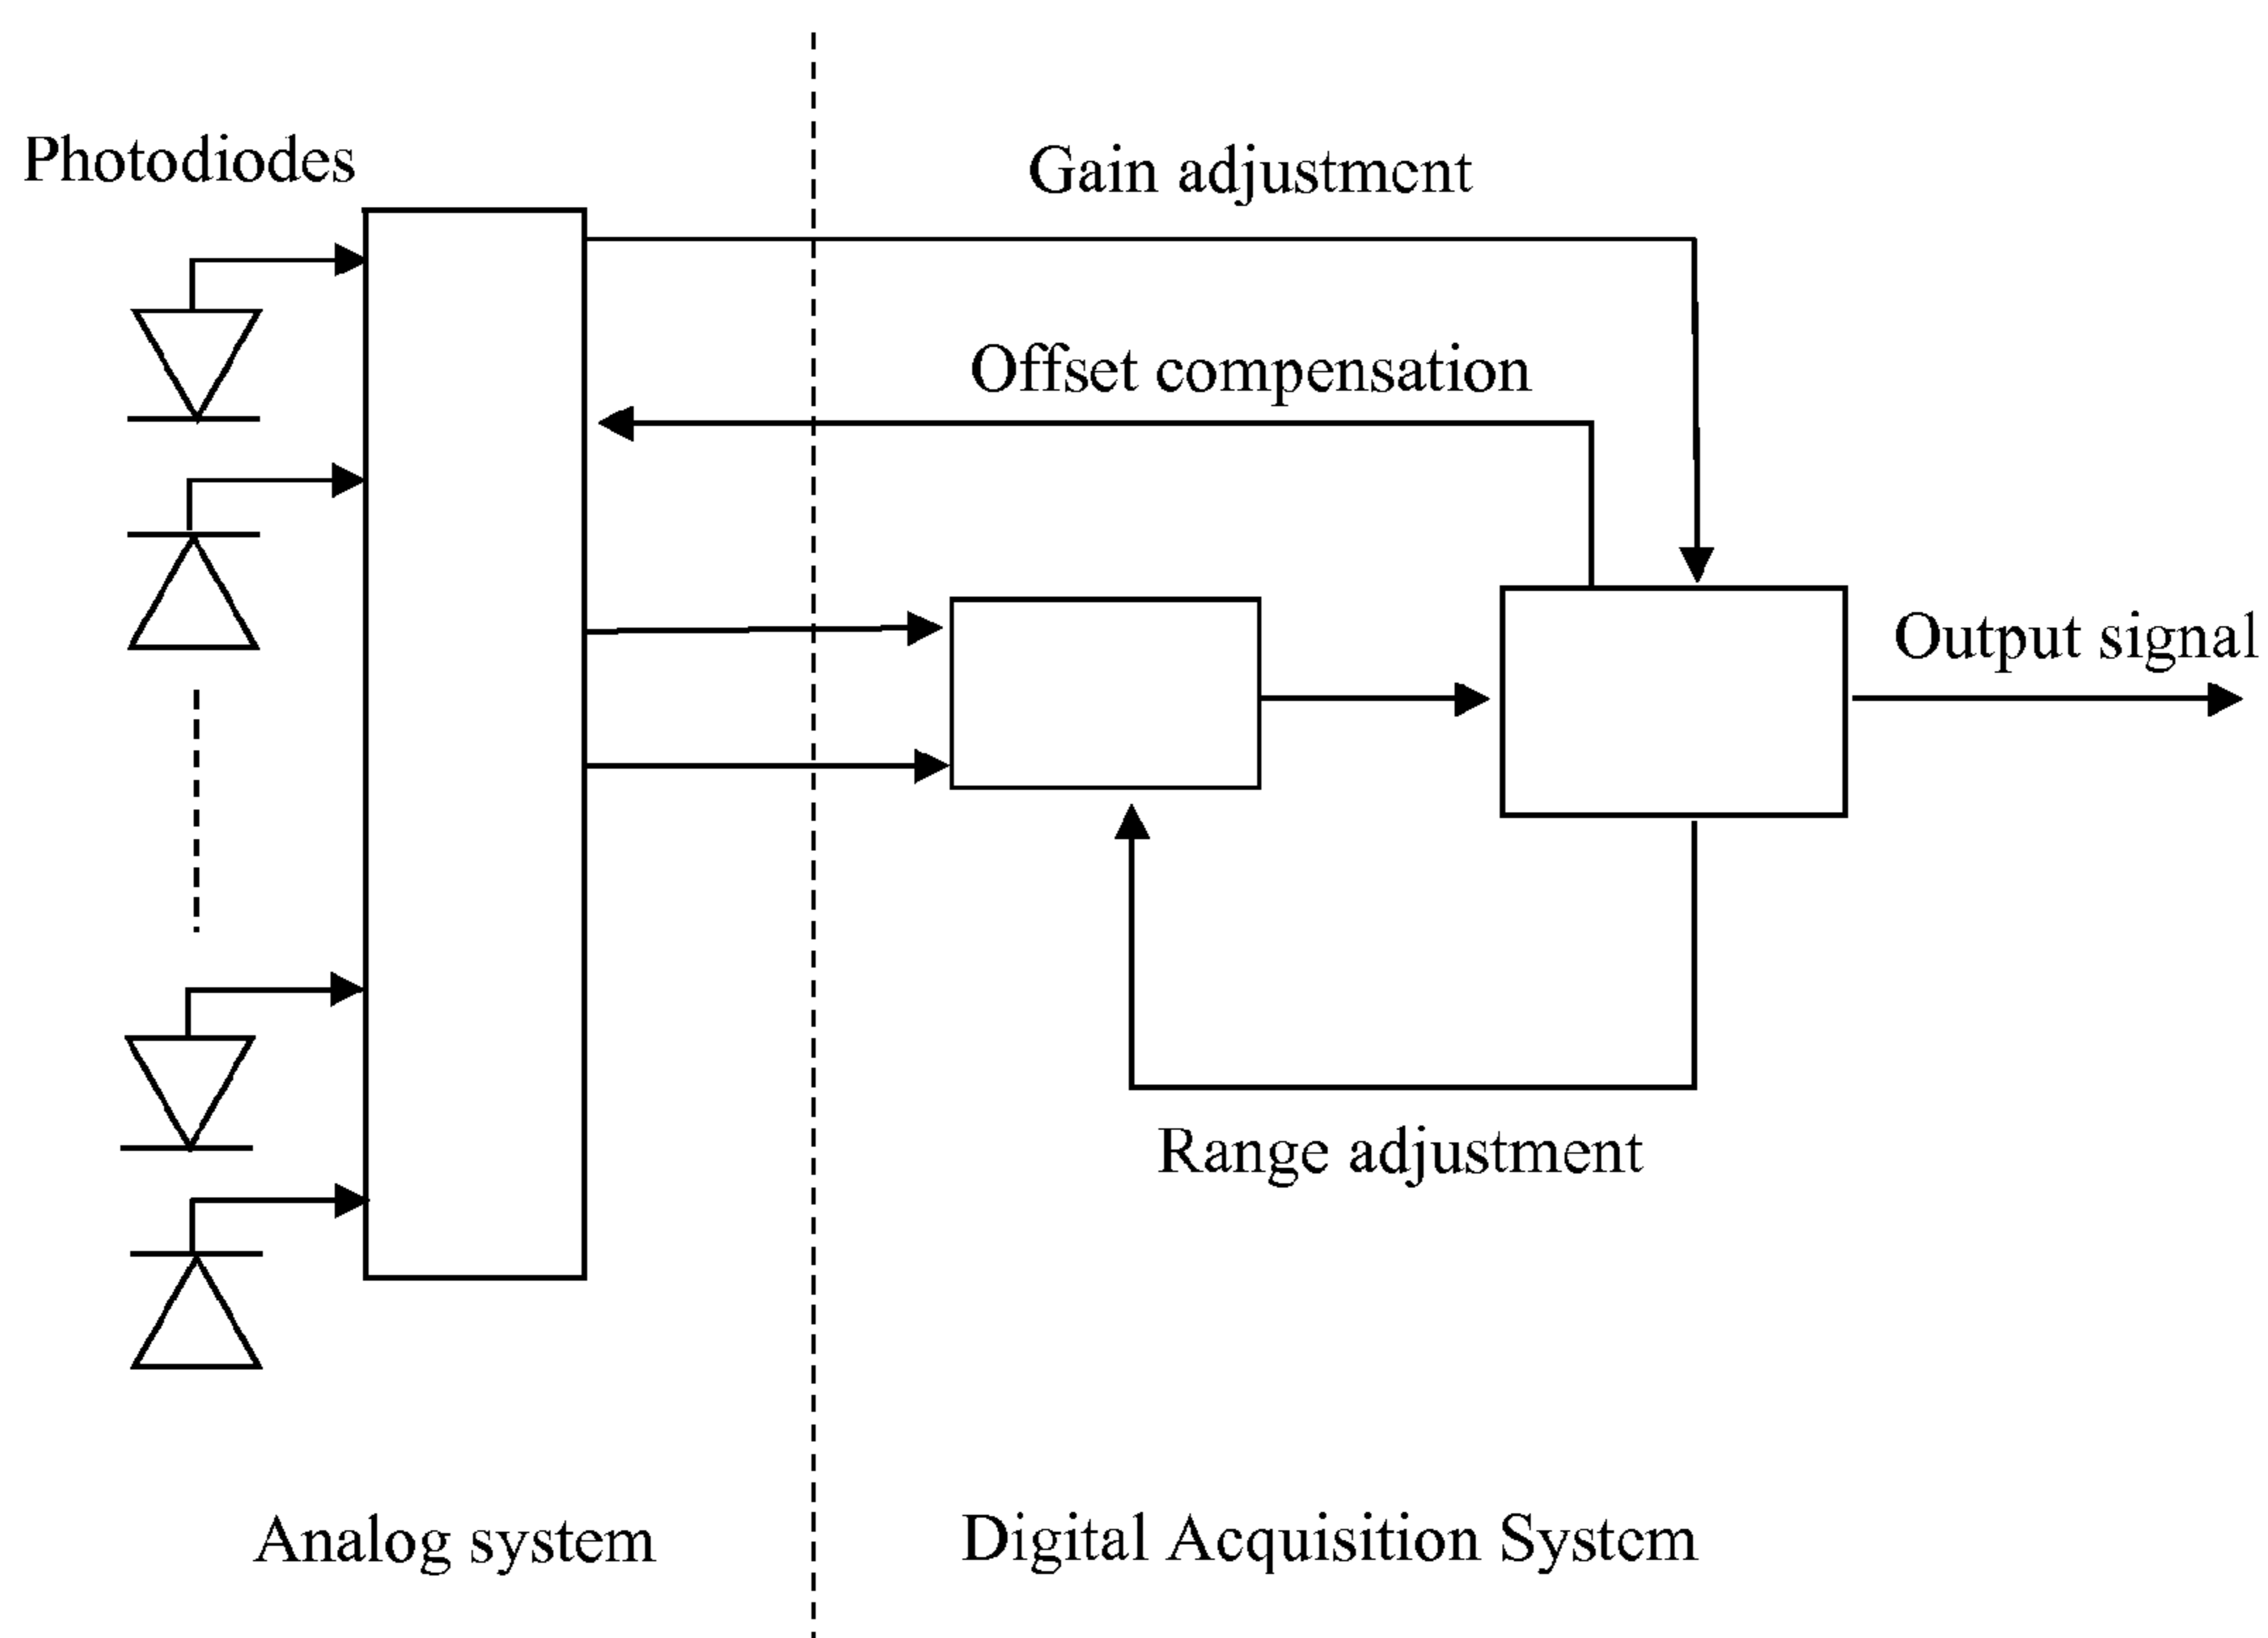 Photodiodes
Gain adjustment
Offset compensation
Output signal
Range adjustment
Analog system
Digital Acquisition System